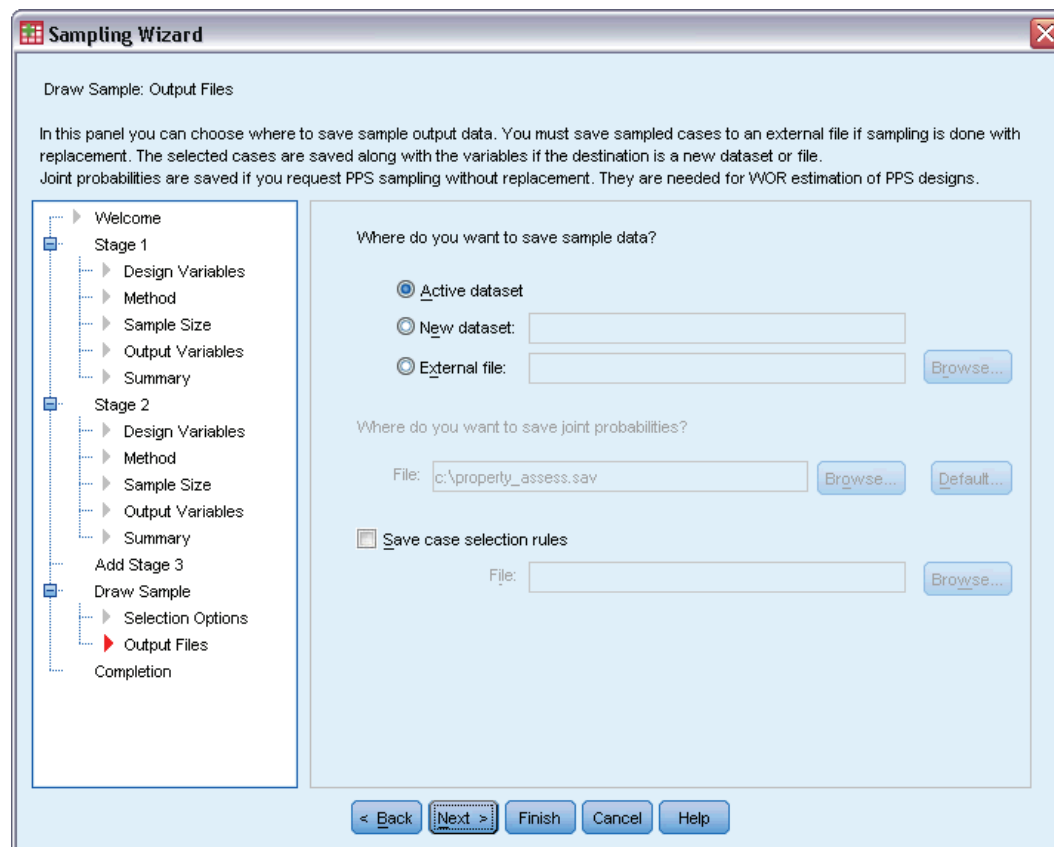 Sampling Wizard
Draw Sample: Output Files
In this panel you can choose where to save sample output data. You must save sampled cases to an external file if sampling is done with
replacement. The selected cases are saved along with the variables if the destination is a new dataset or file.
Joint probabilities are saved if you request PPS sampling without replacement. They are needed for WOR estimation of PPS designs.
Welcome
Stage 1
Design Variables
Method
Sample Size
Output Variables
Summary
Stage 2
Design Variables
Method
Sample Size
Output Variables
Summary
Add Stage 3
Draw Sample
Selection Options
Output Files
Completion
Where do you want to save sample data?
Active dataset
New dataset:
External file:
Browse...
Where do you want to save joint probabilities?
File: c:\property_assess.sav Browse... Default...
Save case selection rules
File:
Browse...
< Back Next > Finish Cancel Help